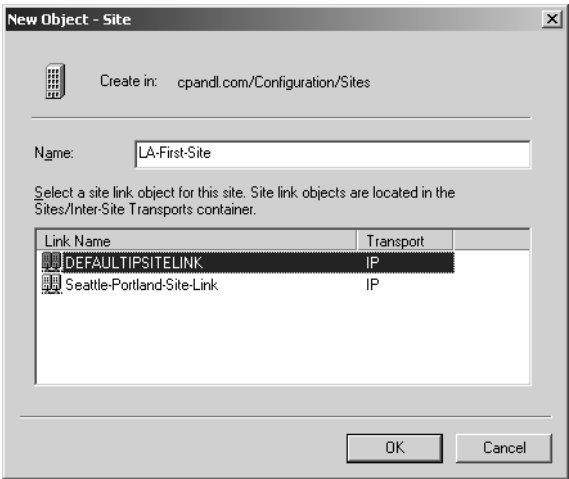 New Object - Site
Create in: cpandl.com/Configuration/Sites
Name: LA-First-Site
Select a site link object for this site. Site link objects are located in the
Sites/Inter-Site Transports container.
Link Name Transport
DEFAULTIPSITELINK IP
Seattle-Portland-Site-Link IP
OK Cancel